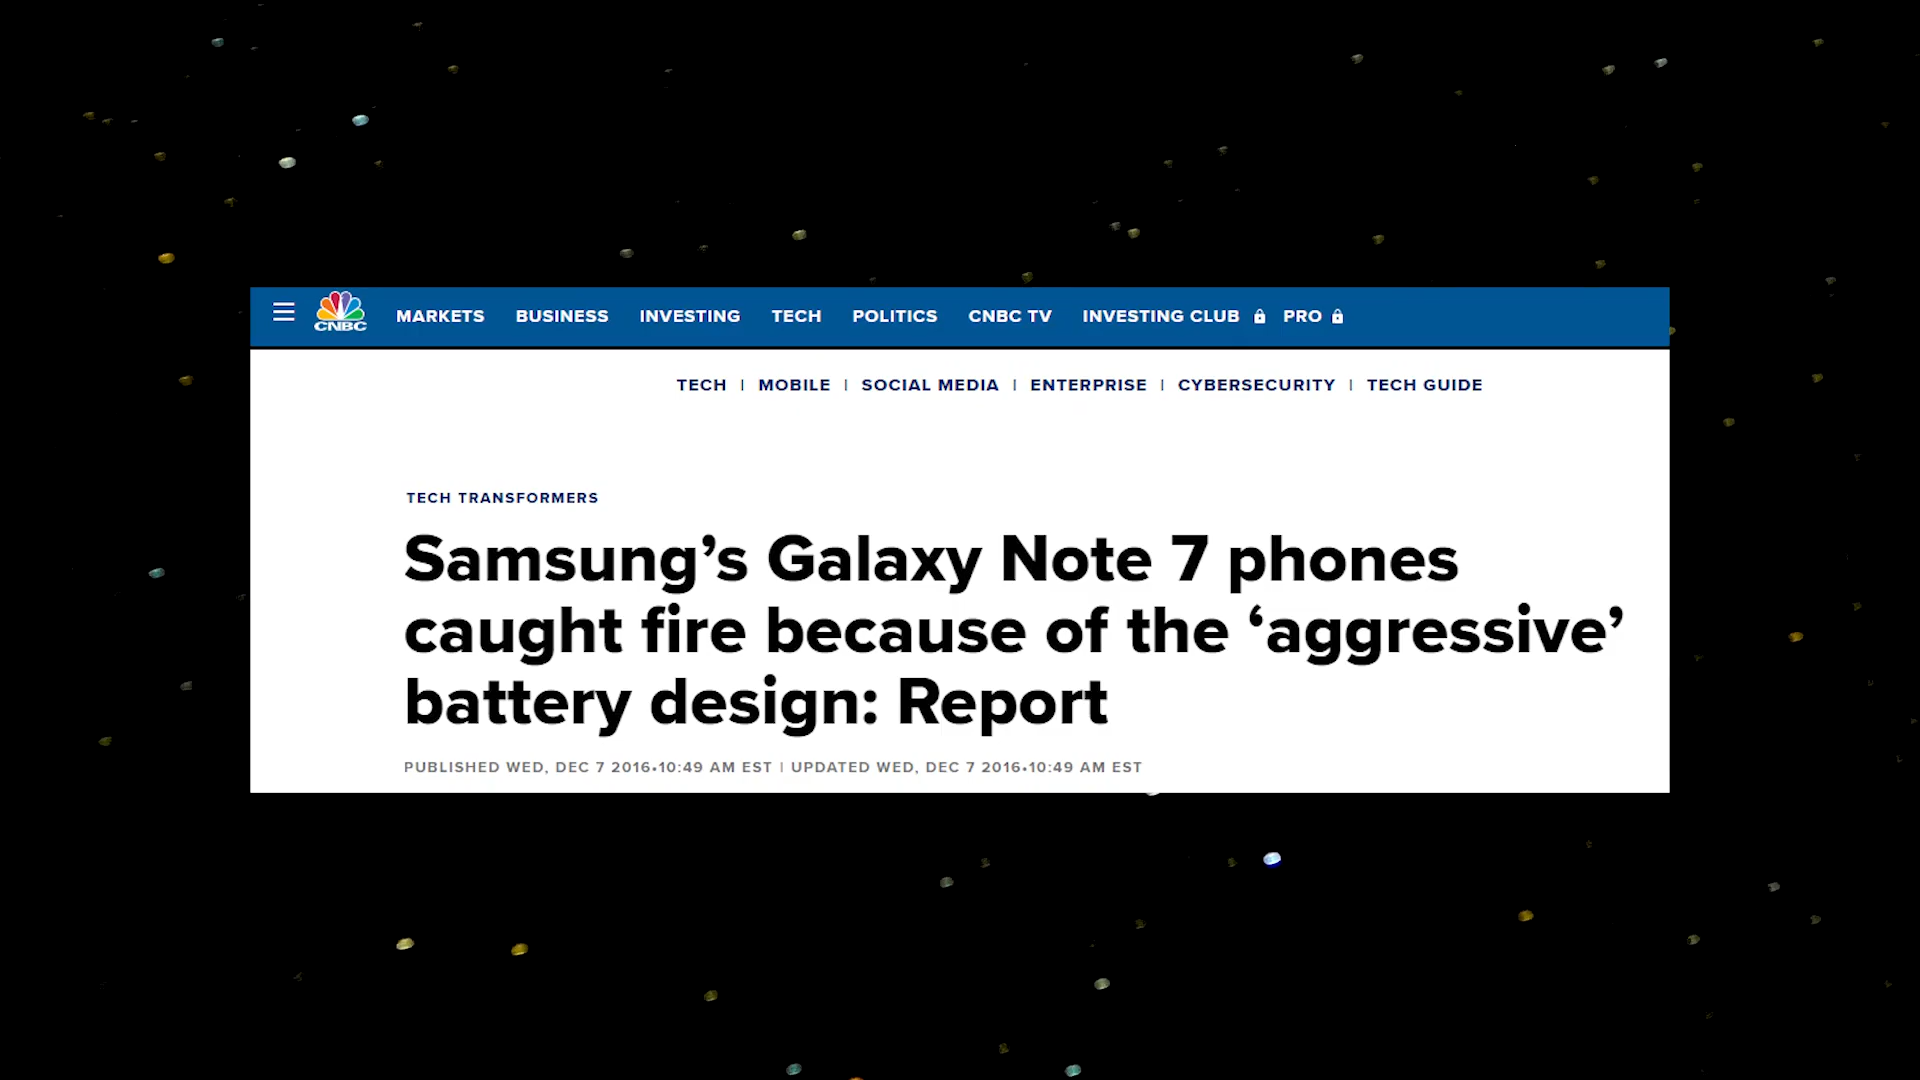 CNBC MARKETS BUSINESS INVESTING TECH POLITICS CNBC TV INVESTING CLUB PRO
TECH | MOBILE | SOCIAL MEDIA | ENTERPRISE | CYBERSECURITY | TECH GUIDE
TECH TRANSFORMERS
Samsung’s Galaxy Note 7 phones
caught fire because of the ‘aggressive’
battery design: Report
PUBLISHED WED, DEC 7 2016•10:49 AM EST | UPDATED WED, DEC 7 2016•10:49 AM EST